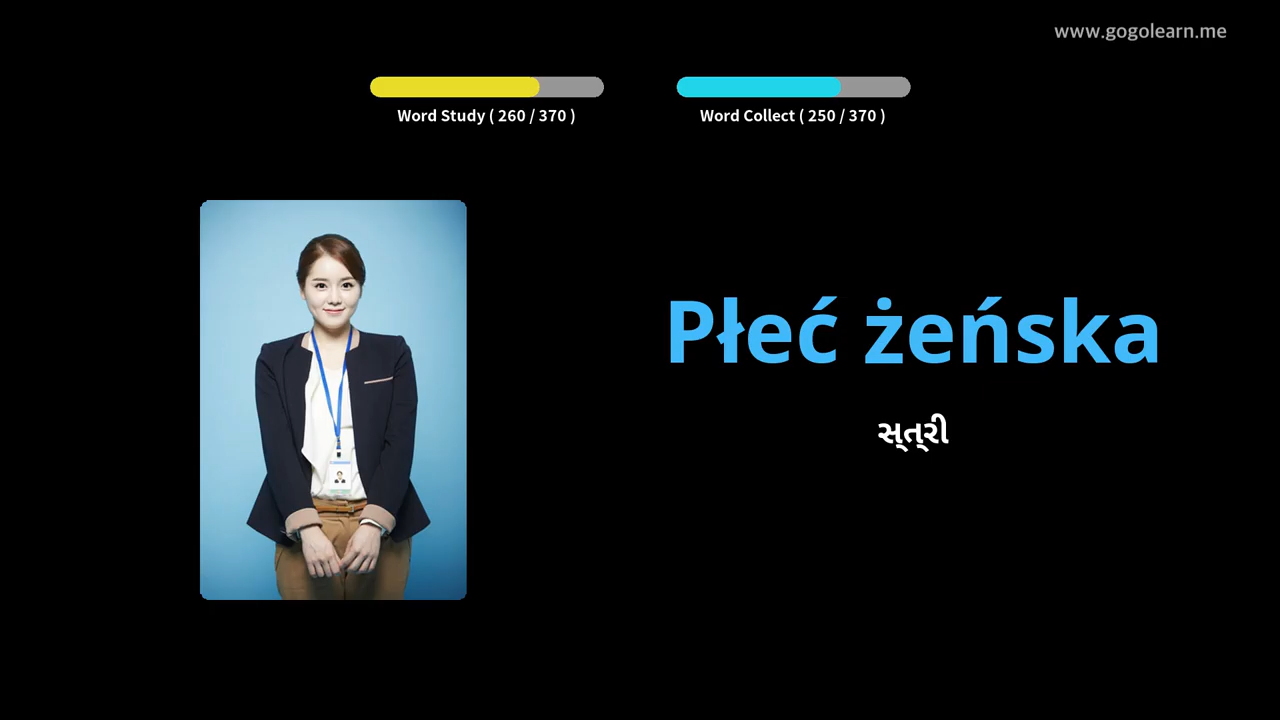 www.gogolearn.me
Word Study ( 260 / 370 )
Word Collect ( 250 / 370 )
Płeć żeńska
સ્ત્રી